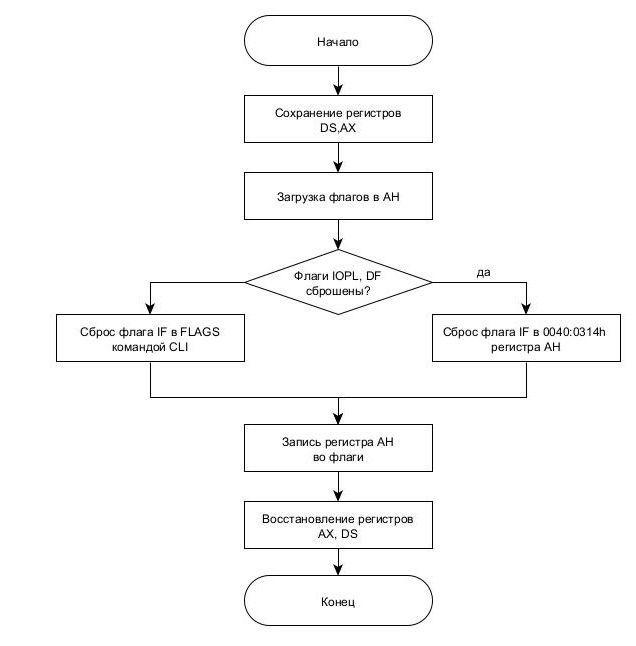 Начало
Сохранение регистров
DS,AX
Загрузка флагов в AH
Флаги IOPL, DF
сброшены?
да
Сброс флага IF в FLAGS
командой CLI
Сброс флага IF в 0040:0314h
регистра AH
Запись регистра AH
во флаги
Восстановление регистров
AX, DS
Конец